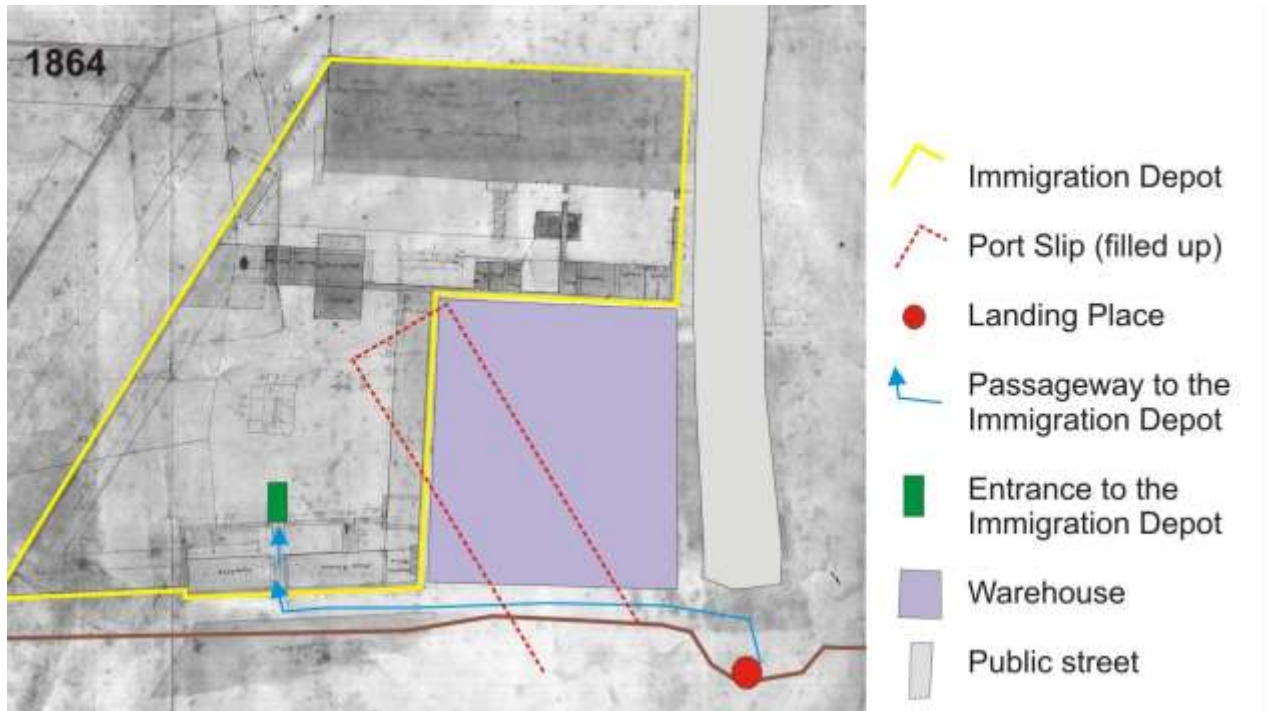 1864
Immigration Depot
Port Slip (filled up)
Landing Place
Passageway to the
Immigration Depot
Entrance to the
Immigration Depot
Warehouse
Public street